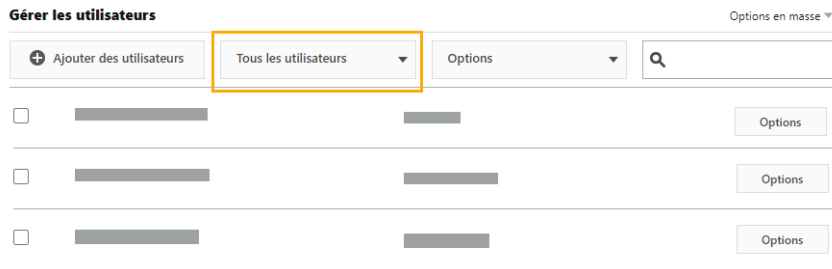 Gérer les utilisateurs
Options en masse
Ajouter des utilisateurs
Tous les utilisateurs
Options
Options
Options
Options